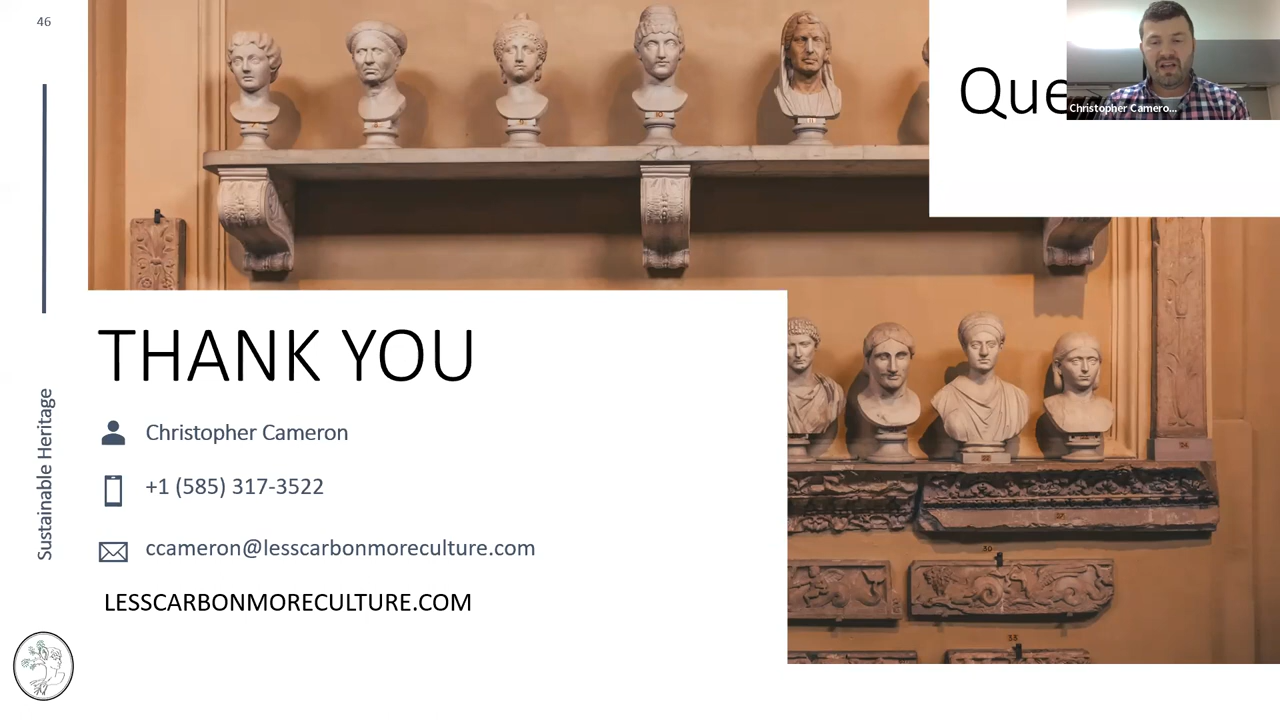 46
Que
Christopher Camero...
THANK YOU
Christopher Cameron
+1 (585) 317-3522
ccameron@lesscarbonmoreculture.com
LESSCARBONMORECULTURE.COM
Sustainable Heritage